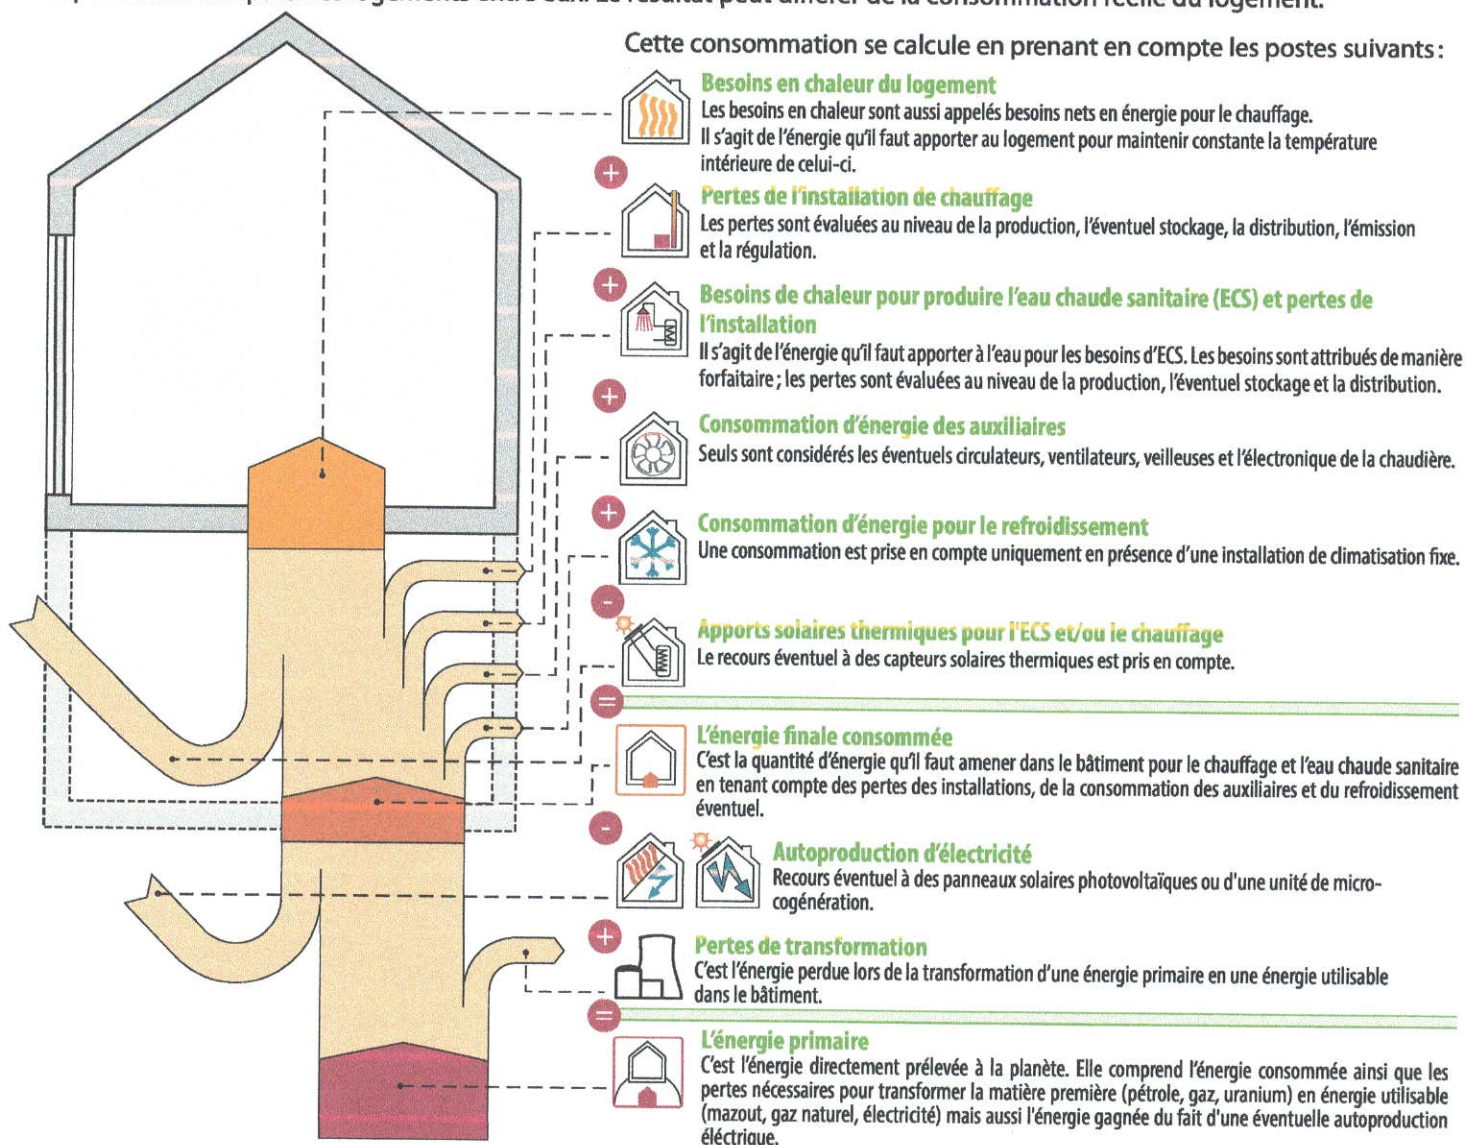 logements entre eux. Le résultat peut différer de la consommation réelle du logement.
Cette consommation se calcule en prenant en compte les postes suivants :
Besoins en chaleur du logement
Les besoins en chaleur sont aussi appelés besoins nets en énergie pour le chauffage.
Il s'agit de l'énergie qu'il faut apporter au logement pour maintenir constante la température
intérieure de celui-ci.
+
Pertes de l'installation de chauffage
Les pertes sont évaluées au niveau de la production, l'éventuel stockage, la distribution, l'émission
et la régulation.
+
Besoins de chaleur pour produire l'eau chaude sanitaire (ECS) et pertes de
l'installation
Il s'agit de l'énergie qu'il faut apporter à l'eau pour les besoins d'ECS. Les besoins sont attribués de manière
forfaitaire ; les pertes sont évaluées au niveau de la production, l'éventuel stockage et la distribution.
+
Consommation d'énergie des auxiliaires
Seuls sont considérés les éventuels circulateurs, ventilateurs, veilleuses et l'électronique de la chaudière.
+
Consommation d'énergie pour le refroidissement
Une consommation est prise en compte uniquement en présence d'une installation de climatisation fixe.
-
Apports solaires thermiques pour l'ECS et/ou le chauffage
Le recours éventuel à des capteurs solaires thermiques est pris en compte.
=
L'énergie finale consommée
C'est la quantité d'énergie qu'il faut amener dans le bâtiment pour le chauffage et l'eau chaude sanitaire
en tenant compte des pertes des installations, de la consommation des auxiliaires et du refroidissement
éventuel.
-
Autoproduction d'électricité
Recours éventuel à des panneaux solaires photovoltaïques ou d'une unité de micro-
cogénération.
+
Pertes de transformation
C'est l'énergie perdue lors de la transformation d'une énergie primaire en une énergie utilisable
dans le bâtiment.
=
L'énergie primaire
C'est l'énergie directement prélevée à la planète. Elle comprend l'énergie consommée ainsi que les
pertes nécessaires pour transformer la matière première (pétrole, gaz, uranium) en énergie utilisable
(mazout, gaz naturel, électricité) mais aussi l'énergie gagnée du fait d'une éventuelle autoproduction
éléctrique.